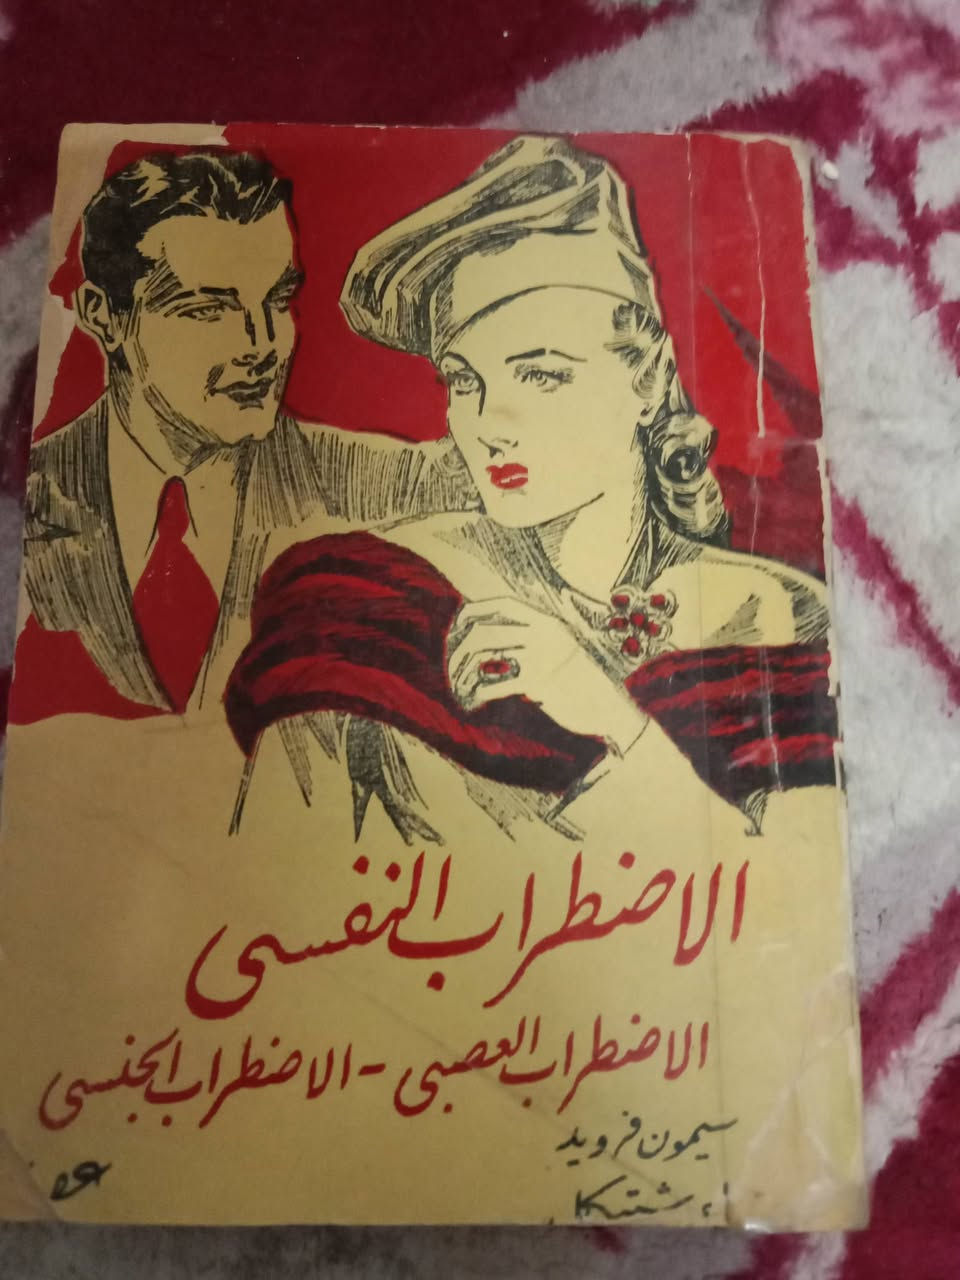 الاضطراب النفسى
الاضطراب العصبى - الاضطراب الجنسى
سيمون فرويد